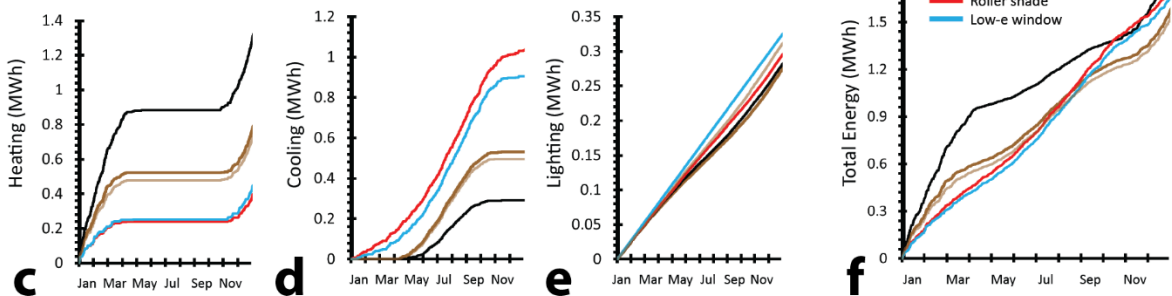 Heating (MWh)
1.4
1.2
1
0.8
0.6
0.4
0.2
0
Jan Mar May Jul Sep Nov
c
Cooling (MWh)
1.2
1
0.8
0.6
0.4
0.2
0
Jan Mar May Jul Sep Nov
d
Lighting (MWh)
0.35
0.3
0.25
0.2
0.15
0.1
0.05
0
Jan Mar May Jul Sep Nov
e
Roller shade
Low-e window
Total Energy (MWh)
1.5
1.2
0.9
0.6
0.3
0
Jan Mar May Jul Sep Nov
f